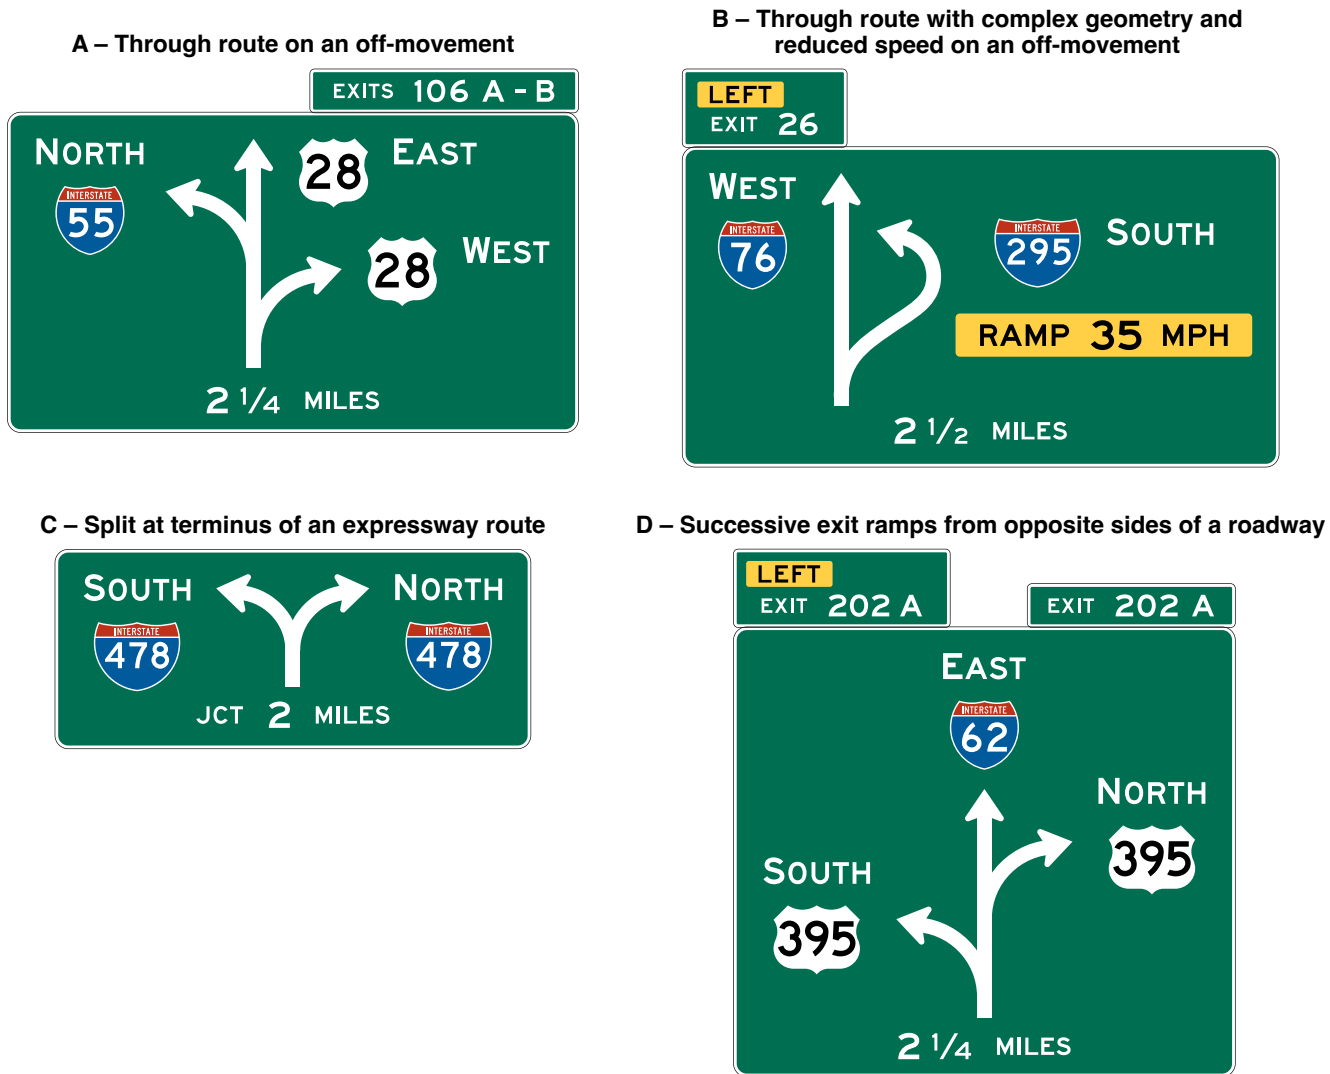 A – Through route on an off-movement
EXITS 106 A - B
NORTH
INTERSTATE
55
28
EAST
28
WEST
2 1/4 MILES
B – Through route with complex geometry and
reduced speed on an off-movement
LEFT
EXIT 26
WEST
INTERSTATE
76
INTERSTATE
295
SOUTH
RAMP 35 MPH
2 1/2 MILES
C – Split at terminus of an expressway route
SOUTH
INTERSTATE
478
NORTH
INTERSTATE
478
JCT 2 MILES
D – Successive exit ramps from opposite sides of a roadway
LEFT
EXIT 202 A
EXIT 202 A
EAST
INTERSTATE
62
NORTH
395
SOUTH
395
2 1/4 MILES